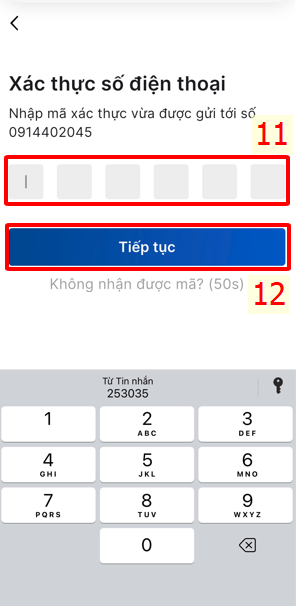 Xác thực số điện thoại
Nhập mã xác thực vừa được gửi tới số
0914402045
11
Tiếp tục
Không nhận được mã? (50s)
12
Từ Tin nhắn
253035
1
2
ABC
3
DEF
4
GHI
5
JKL
6
MNO
7
PQRS
8
TUV
9
WXYZ
0